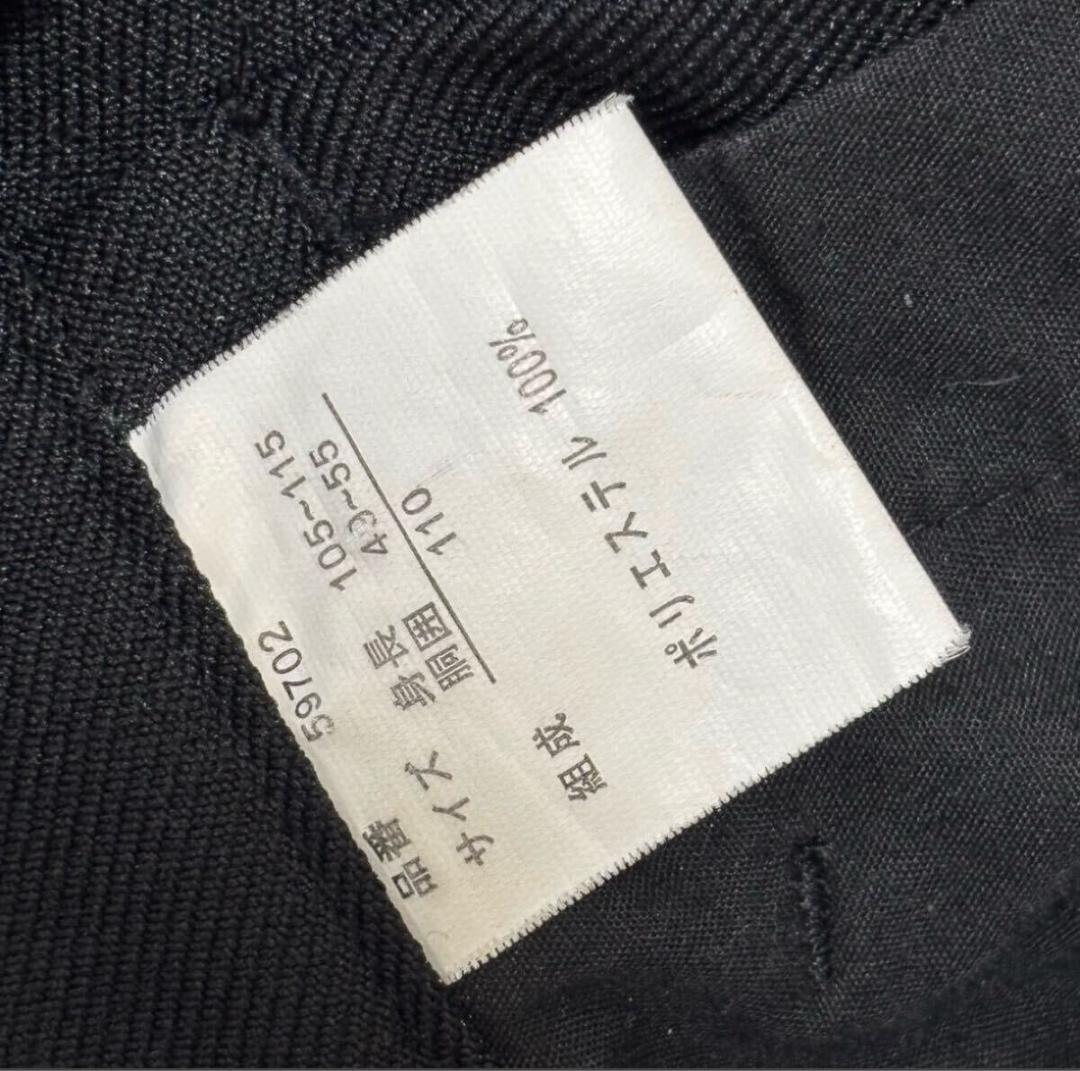 品番 59702
サイズ 身長 105~115
胴囲 49~55
110
組成
ポリエステル 100%